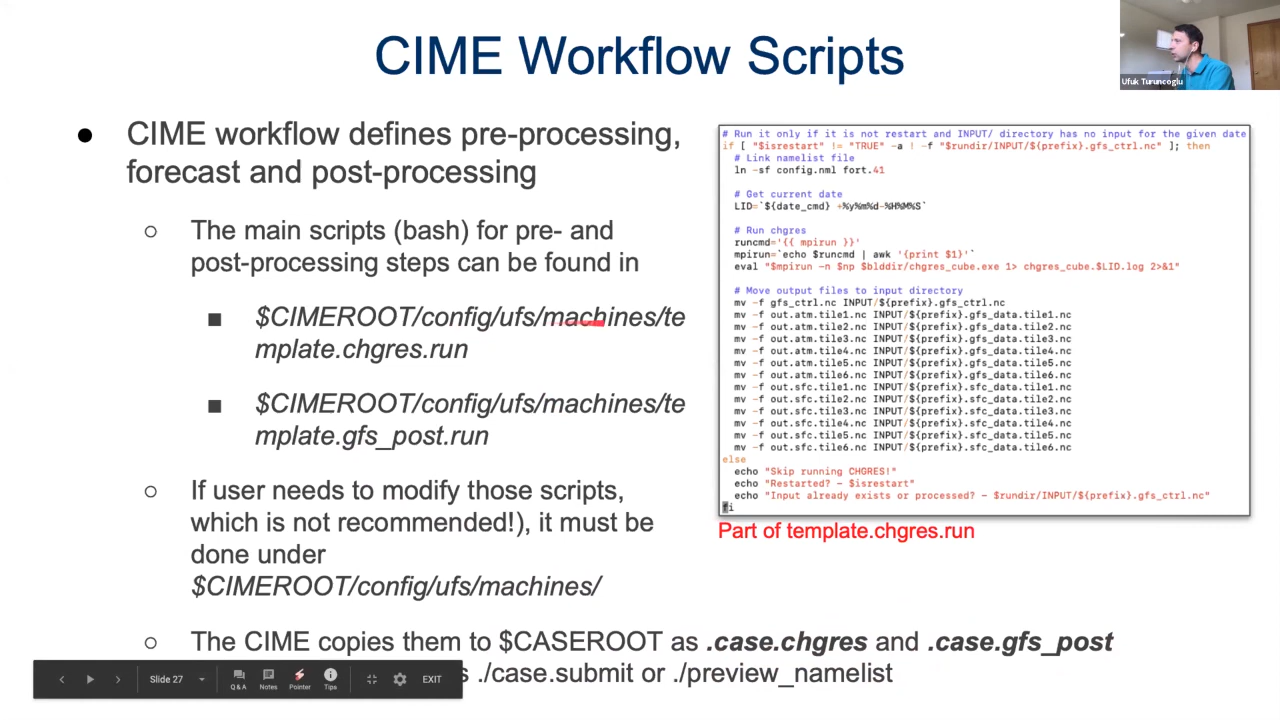 CIME Workflow Scripts
Ufuk Turuncoglu
● CIME workflow defines pre-processing,
forecast and post-processing
○ The main scripts (bash) for pre- and
post-processing steps can be found in
■ $CIMEROOT/config/ufs/machines/te
mplate.chgres.run
■ $CIMEROOT/config/ufs/machines/te
mplate.gfs_post.run
○ If user needs to modify those scripts,
which is not recommended!), it must be
done under
$CIMEROOT/config/ufs/machines/
○ The CIME copies them to $CASEROOT as .case.chgres and .case.gfs_post
s ./case.submit or ./preview_namelist
# Run it only if it is not restart and INPUT/ directory has no input for the given date
if [ "$isrestart" != "TRUE" -a ! -f "$rundir/INPUT/${prefix}.gfs_ctrl.nc" ]; then
# Link namelist file
ln -sf config.nml fort.41
# Get current date
LID=`${date_cmd} +%y%m%d-%H%M%S`
# Run chgres
runcmd='{{ mpirun }}'
mpirun=`echo $runcmd | awk '{print $1}'`
eval "$mpirun -n $np $blddir/chgres_cube.exe 1> chgres_cube.$LID.log 2>&1"
# Move output files to input directory
mv -f gfs_ctrl.nc INPUT/${prefix}.gfs_ctrl.nc
mv -f out.atm.tile1.nc INPUT/${prefix}.gfs_data.tile1.nc
mv -f out.atm.tile2.nc INPUT/${prefix}.gfs_data.tile2.nc
mv -f out.atm.tile3.nc INPUT/${prefix}.gfs_data.tile3.nc
mv -f out.atm.tile4.nc INPUT/${prefix}.gfs_data.tile4.nc
mv -f out.atm.tile5.nc INPUT/${prefix}.gfs_data.tile5.nc
mv -f out.atm.tile6.nc INPUT/${prefix}.gfs_data.tile6.nc
mv -f out.sfc.tile1.nc INPUT/${prefix}.sfc_data.tile1.nc
mv -f out.sfc.tile2.nc INPUT/${prefix}.sfc_data.tile2.nc
mv -f out.sfc.tile3.nc INPUT/${prefix}.sfc_data.tile3.nc
mv -f out.sfc.tile4.nc INPUT/${prefix}.sfc_data.tile4.nc
mv -f out.sfc.tile5.nc INPUT/${prefix}.sfc_data.tile5.nc
mv -f out.sfc.tile6.nc INPUT/${prefix}.sfc_data.tile6.nc
else
echo "Skip running CHGRES!"
echo "Restarted? - $isrestart"
echo "Input already exists or processed? - $rundir/INPUT/${prefix}.gfs_ctrl.nc"
fi
Part of template.chgres.run
Slide 27
Q & A
Notes
Pointer
Tips
EXIT